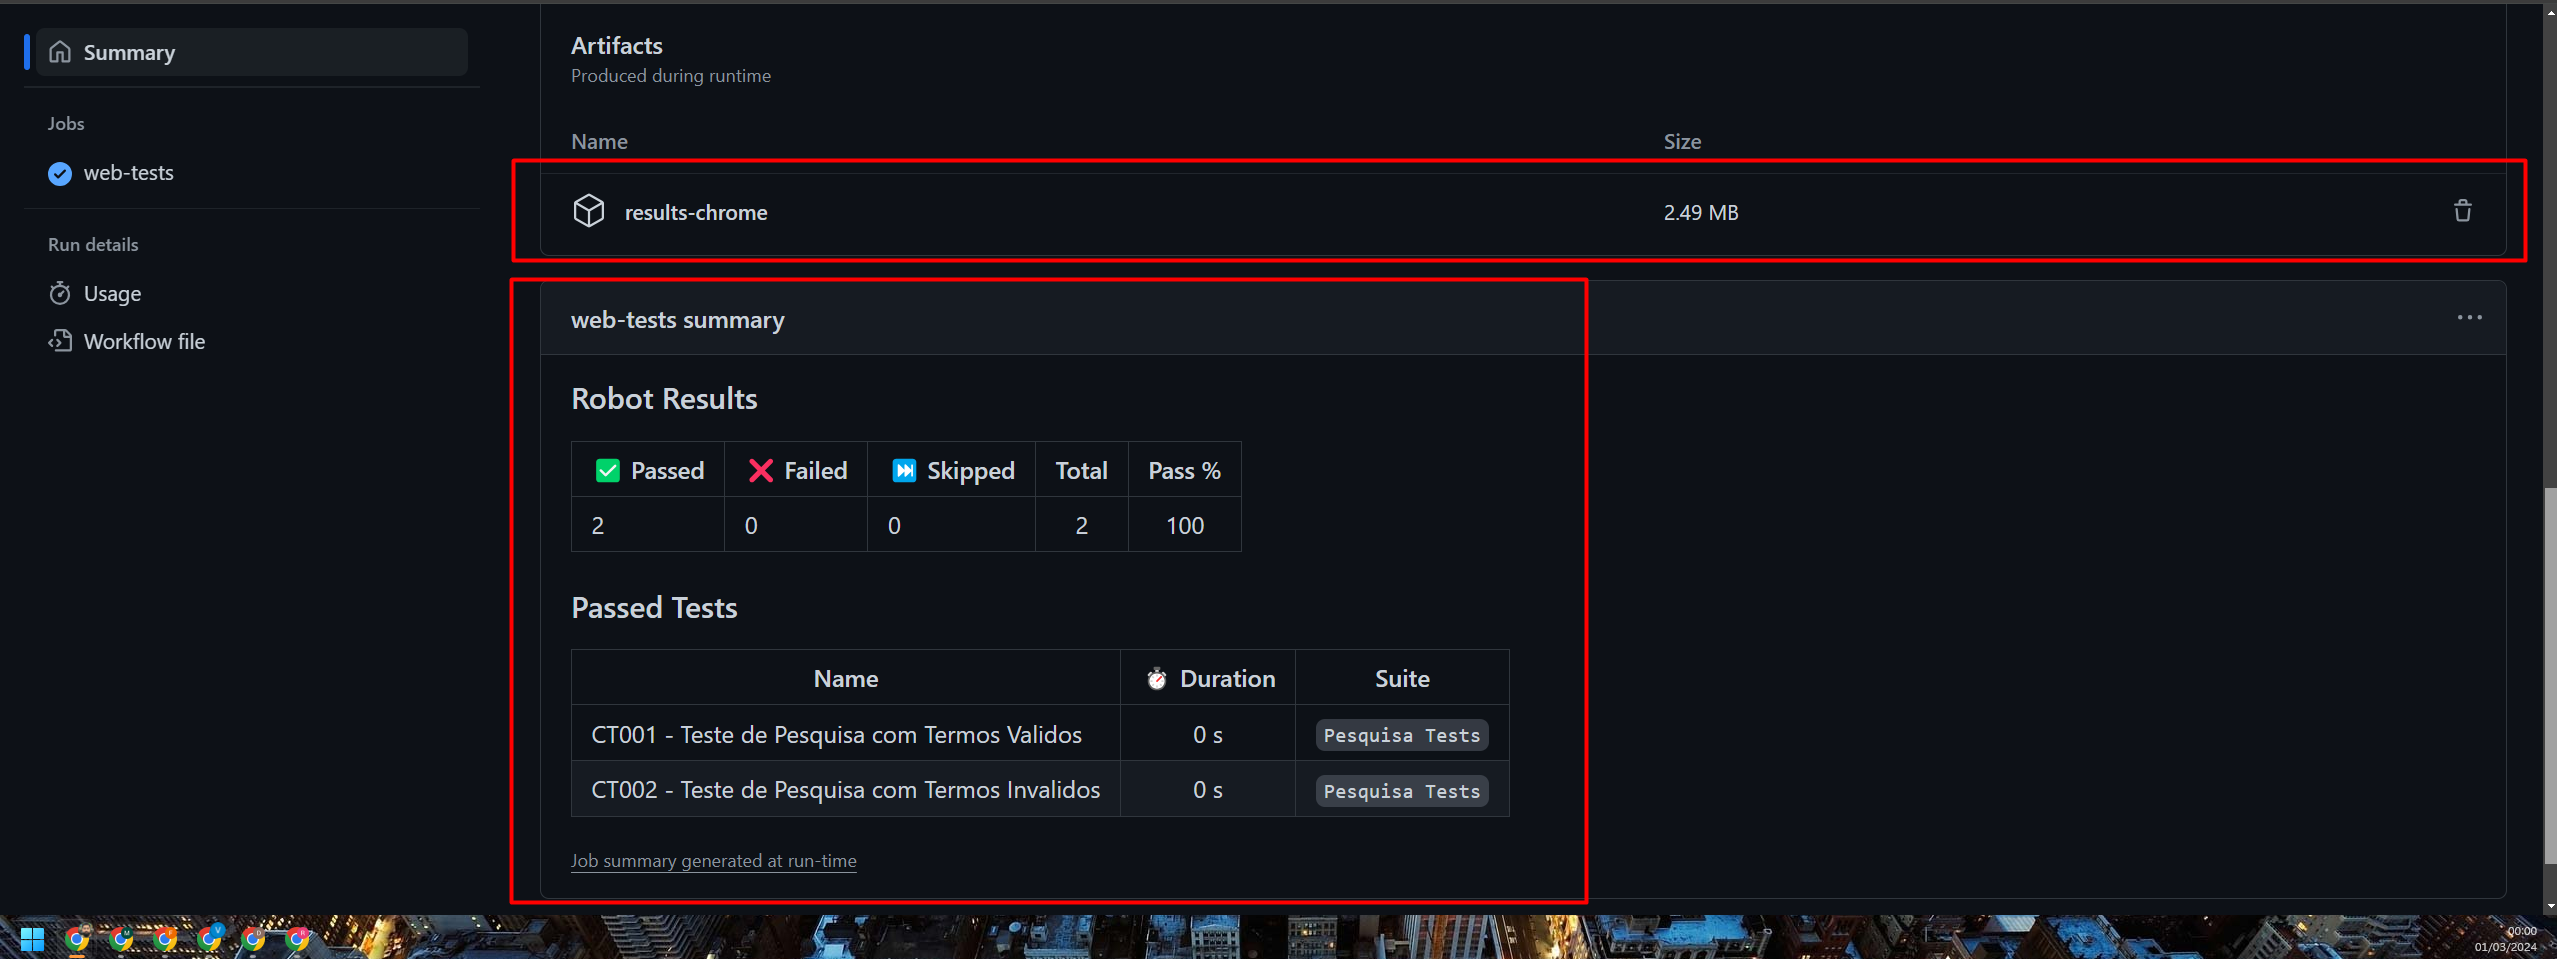 Summary
Jobs
web-tests
Run details
Usage
Workflow file
Artifacts
Produced during runtime
Name Size
results-chrome 2.49 MB
web-tests summary
Robot Results
Passed Failed Skipped Total Pass %
2 0 0 2 100
Passed Tests
Name Duration Suite
CT001 - Teste de Pesquisa com Termos Validos 0 s Pesquisa Tests
CT002 - Teste de Pesquisa com Termos Invalidos 0 s Pesquisa Tests
Job summary generated at run-time
00:00
01/03/2024